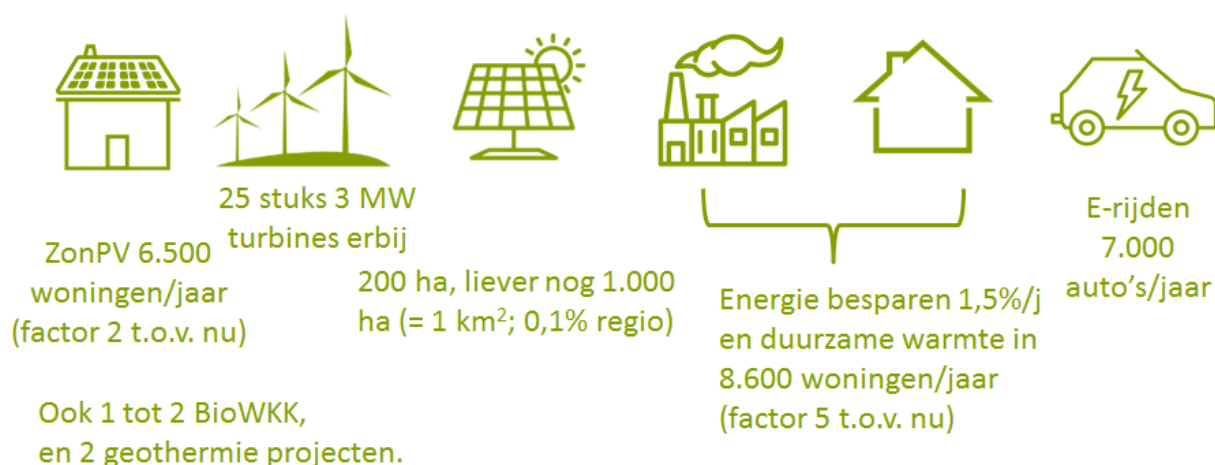 ZonPV 6.500
woningen/jaar
(factor 2 t.o.v. nu)
25 stuks 3 MW
turbines erbij
200 ha, liever nog 1.000
ha (= 1 km²; 0,1% regio)
Energie besparen 1,5%/j
en duurzame warmte in
8.600 woningen/jaar
(factor 5 t.o.v. nu)
E-rijden
7.000
auto's/jaar
Ook 1 tot 2 BioWKK,
en 2 geothermie projecten.